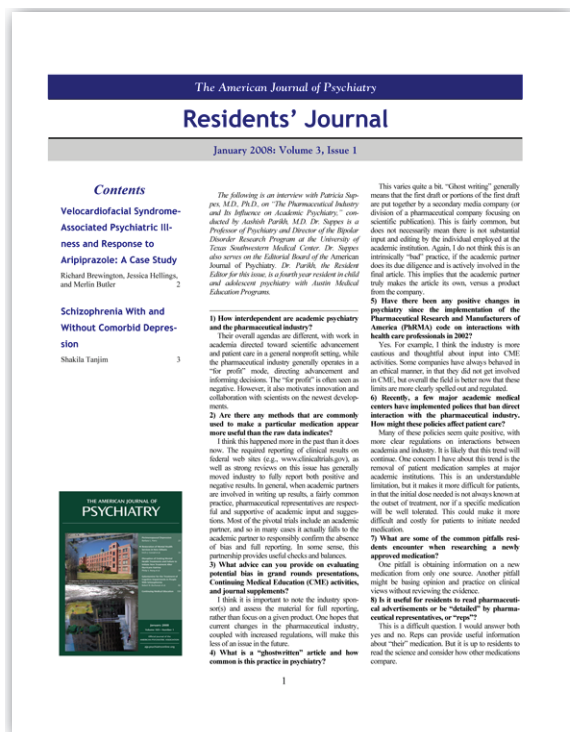 The American Journal of Psychiatry
Residents' Journal
January 2008: Volume 3, Issue 1
Contents
Velocardiofacial Syndrome-
Associated Psychiatric Ill-
ness and Response to
Aripiprazole: A Case Study
Richard Brewington, Jessica Hellings,
and Merlin Butler 2
Schizophrenia With and
Without Comorbid Depres-
sion
Shakila Tanjim 3
THE AMERICAN JOURNAL OF
PSYCHIATRY
The following is an interview with Patricia Sup-
pes, M.D., Ph.D., on "The Pharmaceutical Industry
and Its Influence on Academic Psychiatry," con-
ducted by Aashish Parikh, M.D. Dr. Suppes is a
Professor of Psychiatry and Director of the Bipolar
Disorder Research Program at the University of
Texas Southwestern Medical Center. Dr. Suppes
also serves on the Editorial Board of the American
Journal of Psychiatry. Dr. Parikh, the Resident
Editor for this issue, is a fourth year resident in child
and adolescent psychiatry with Austin Medical
Education Programs.
1) How interdependent are academic psychiatry
and the pharmaceutical industry?
Their overall agendas are different, with work in
academia directed toward scientific advancement
and patient care in a general nonprofit setting, while
the pharmaceutical industry generally operates in a
"for profit" mode, directing advancement and
informing decisions. The "for profit" is often seen as
negative. However, it also motivates innovation and
collaboration with scientists on the newest develop-
ments.
2) Are there any methods that are commonly
used to make a particular medication appear
more useful than the raw data indicates?
I think this happened more in the past than it does
now. The required reporting of clinical results on
federal web sites (e.g., www.clinicaltrials.gov), as
well as strong reviews on this issue has generally
moved industry to fully report both positive and
negative results. In general, when academic partners
are involved in writing up results, a fairly common
practice, pharmaceutical representatives are respect-
ful and supportive of academic input and sugges-
tions. Most of the pivotal trials include an academic
partner, and so in many cases it actually falls to the
academic partner to responsibly confirm the absence
of bias and full reporting. In some sense, this
partnership provides useful checks and balances.
3) What advice can you provide on evaluating
potential bias in grand rounds presentations,
Continuing Medical Education (CME) activities,
and journal supplements?
I think it is important to note the industry spon-
sor(s) and assess the material for full reporting,
rather than focus on a given product. One hopes that
current changes in the pharmaceutical industry,
coupled with increased regulations, will make this
less of an issue in the future.
4) What is a "ghostwritten" article and how
common is this practice in psychiatry?
This varies quite a bit. "Ghost writing" generally
means that the first draft or portions of the first draft
are put together by a secondary media company (or
division of a pharmaceutical company focusing on
scientific publication). This is fairly common, but
does not necessarily mean there is not substantial
input and editing by the individual employed at the
academic institution. Again, I do not think this is an
intrinsically "bad" practice, if the academic partner
does its due diligence and is actively involved in the
final article. This implies that the academic partner
truly makes the article its own, versus a product
from the company.
5) Have there been any positive changes in
psychiatry since the implementation of the
Pharmaceutical Research and Manufacturers of
America (PhRMA) code on interactions with
health care professionals in 2002?
Yes. For example, I think the industry is more
cautious and thoughtful about input into CME
activities. Some companies have always behaved in
an ethical manner, in that they did not get involved
in CME, but overall the field is better now that these
limits are more clearly spelled out and regulated.
6) Recently, a few major academic medical
centers have implemented polices that ban direct
interaction with the pharmaceutical industry.
How might these policies affect patient care?
Many of these policies seem quite positive, with
more clear regulations on interactions between
academia and industry. It is likely that this trend will
continue. One concern I have about this trend is the
removal of patient medication samples at major
academic institutions. This is an understandable
limitation, but it makes it more difficult for patients,
in that the initial dose needed is not always known at
the outset of treatment, nor if a specific medication
will be well tolerated. This could make it more
difficult and costly for patients to initiate needed
medication.
7) What are some of the common pitfalls resi-
dents encounter when researching a newly
approved medication?
One pitfall is obtaining information on a new
medication from only one source. Another pitfall
might be basing opinion and practice on clinical
views without reviewing the evidence.
8) Is it useful for residents to read pharmaceuti-
cal advertisements or be "detailed" by pharma-
ceutical representatives, or "reps"?
This is a difficult question. I would answer both
yes and no. Reps can provide useful information
about "their" medication. But it is up to residents to
read the science and consider how other medications
compare.
1